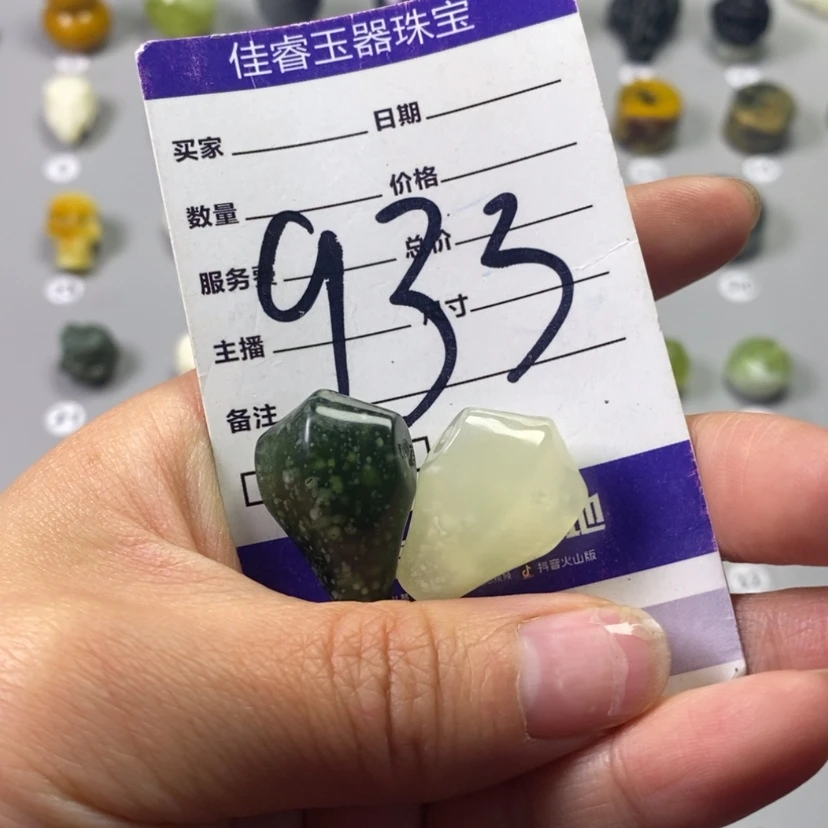 佳睿玉器珠宝
买家 日期
数量 价格
服务费 总价
主播 尺寸
备注
933
抖音火山版